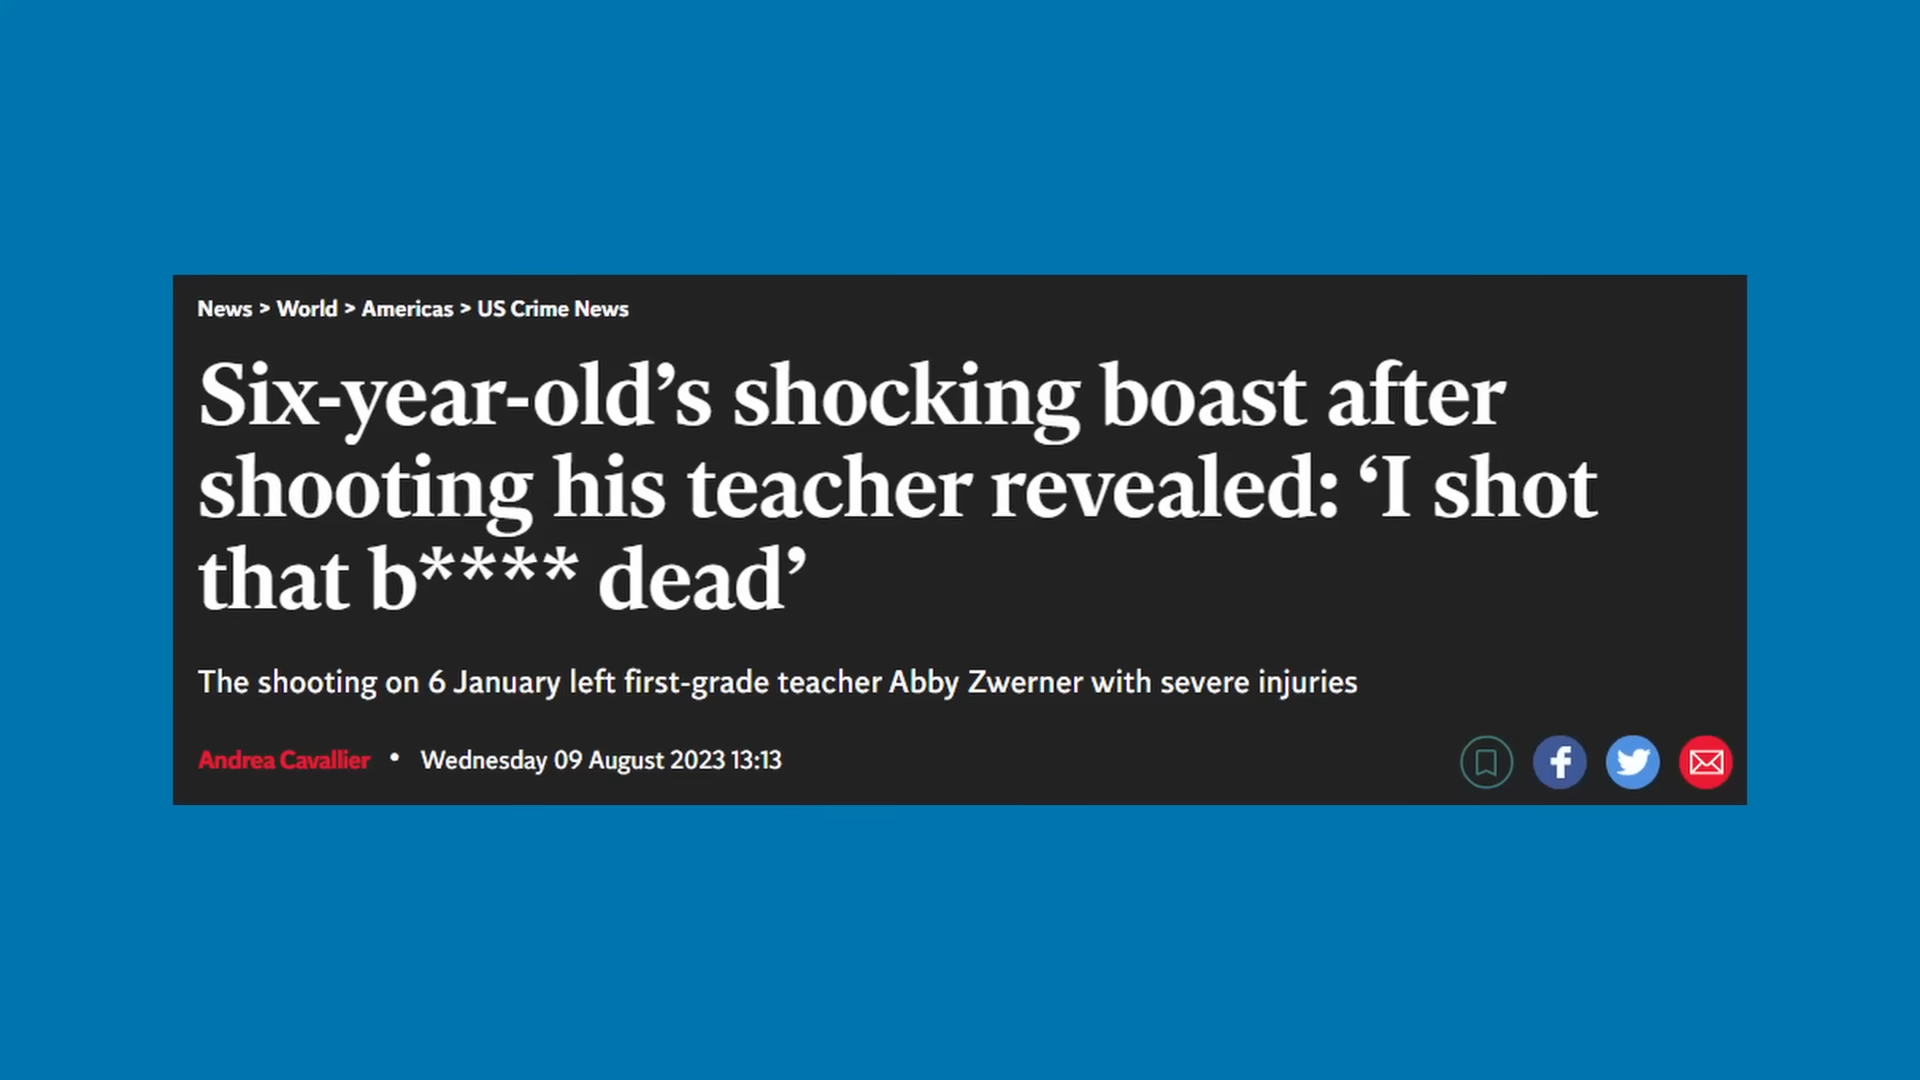 News > World > Americas > US Crime News
Six-year-old’s shocking boast after
shooting his teacher revealed: ‘I shot
that b**** dead’
The shooting on 6 January left first-grade teacher Abby Zwerner with severe injuries
Andrea Cavallier • Wednesday 09 August 2023 13:13